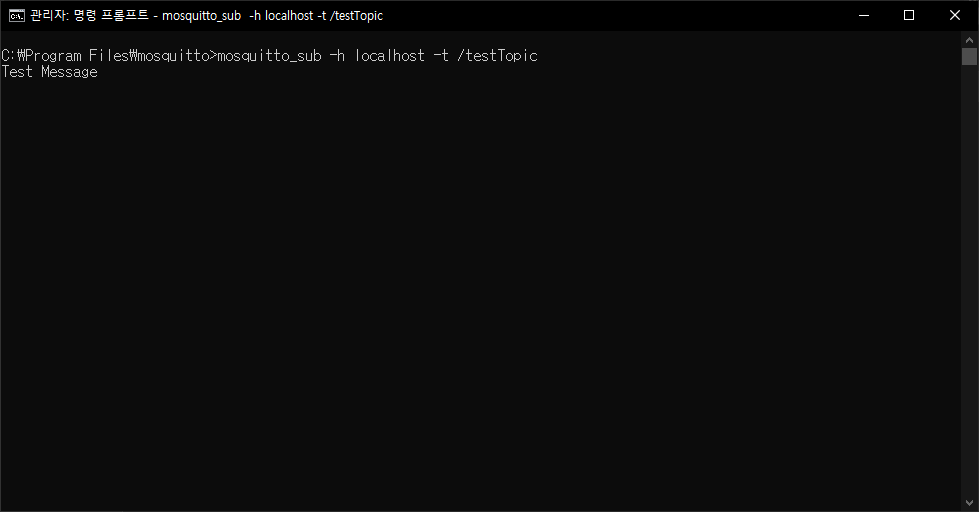 관리자: 명령 프롬프트 - mosquitto_sub  -h localhost -t /testTopic
C:₩Program Files₩mosquitto>mosquitto_sub -h localhost -t /testTopic
Test Message